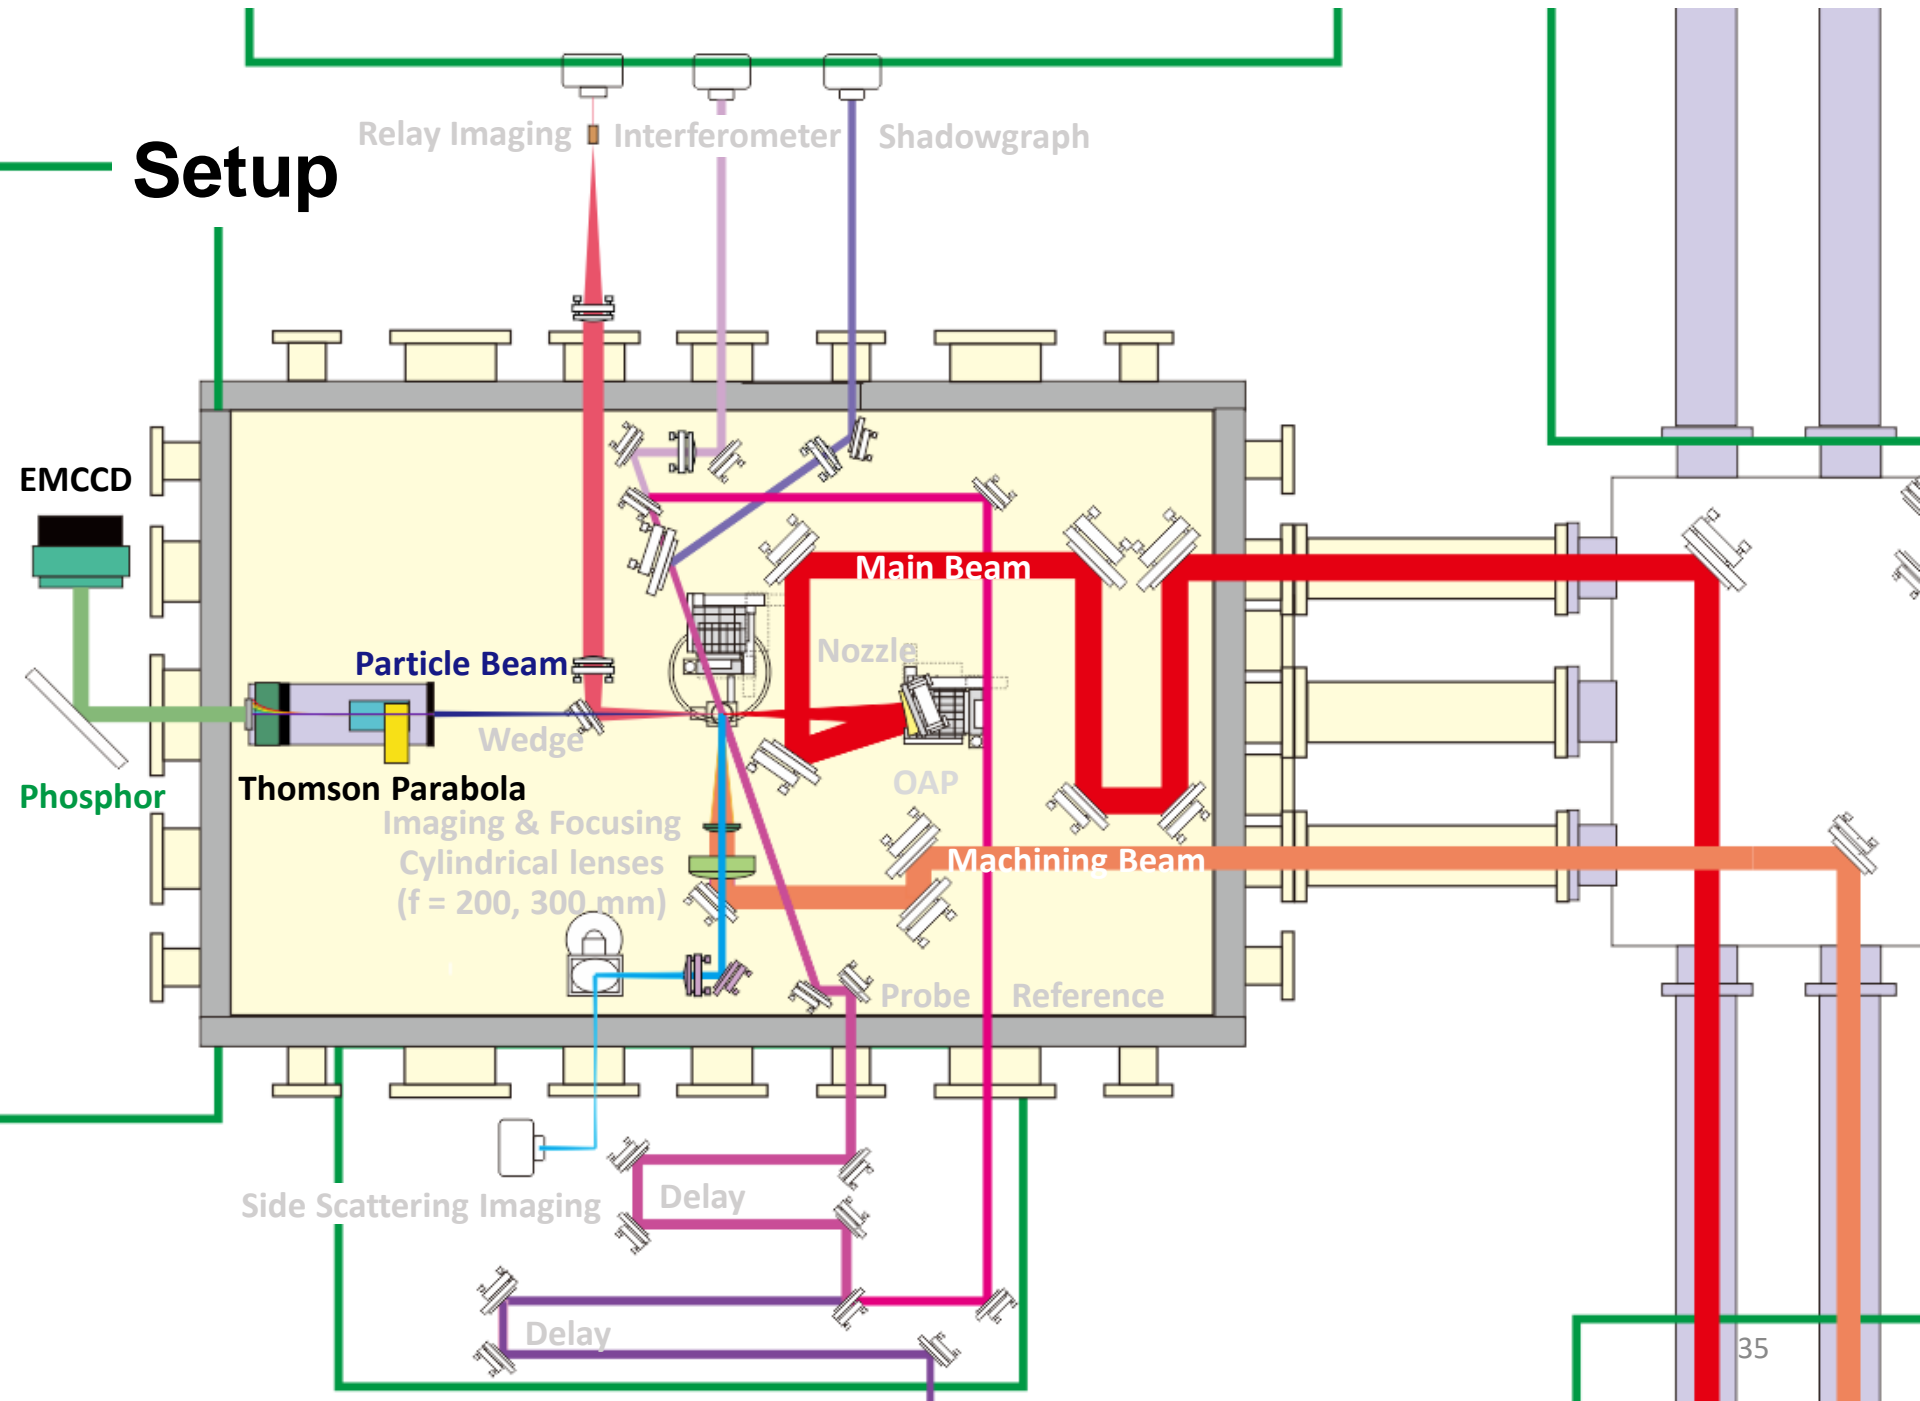 Relay Imaging
Interferometer
Shadowgraph
Setup
EMCCD
Main Beam
Nozzle
Particle Beam
Wedge
OAP
Phosphor
Thomson Parabola
Imaging & Focusing
Cylindrical lenses
(f = 200, 300 mm)
Machining Beam
Probe
Reference
Side Scattering Imaging
Delay
Delay
35